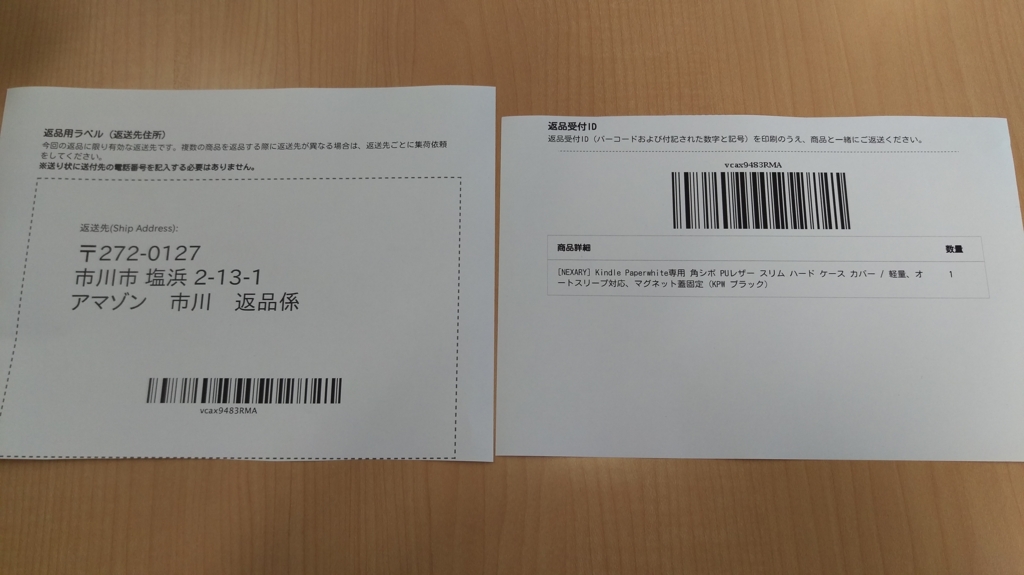 返品用ラベル（返送先住所）
今回の返品に限り有効な返送先です。複数の商品を返品する際に返送先が異なる場合は、返送先ごとに集荷依頼
をしてください。
※送り状に送付先の電話番号を記入する必要はありません。
返送先(Ship Address):
〒272-0127
市川市 塩浜 2-13-1
アマゾン　市川　返品係
vcax9483RMA
返品受付ID
返品受付ID（バーコードおよび付記された数字と記号）を印刷のうえ、商品と一緒にご返送ください。
vcax9483RMA
商品詳細 数量
[NEXARY] Kindle Paperwhite専用 角シボ PUレザー スリム ハード ケース カバー / 軽量、オ 1
ートスリープ対応、マグネット蓋固定（KPW ブラック）